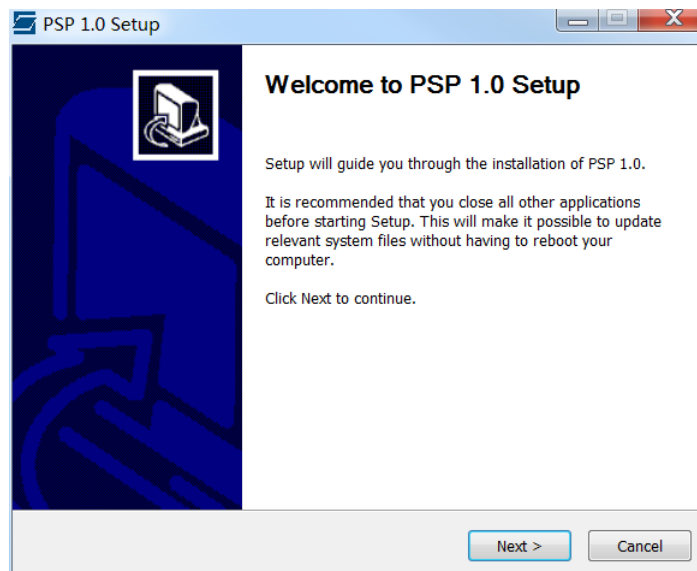 PSP 1.0 Setup
Welcome to PSP 1.0 Setup
Setup will guide you through the installation of PSP 1.0.
It is recommended that you close all other applications
before starting Setup. This will make it possible to update
relevant system files without having to reboot your
computer.
Click Next to continue.
Next >
Cancel